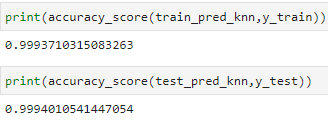 print(accuracy_score(train_pred_knn,y_train))
0.9993710315083263
print(accuracy_score(test_pred_knn,y_test))
0.9994010541447054